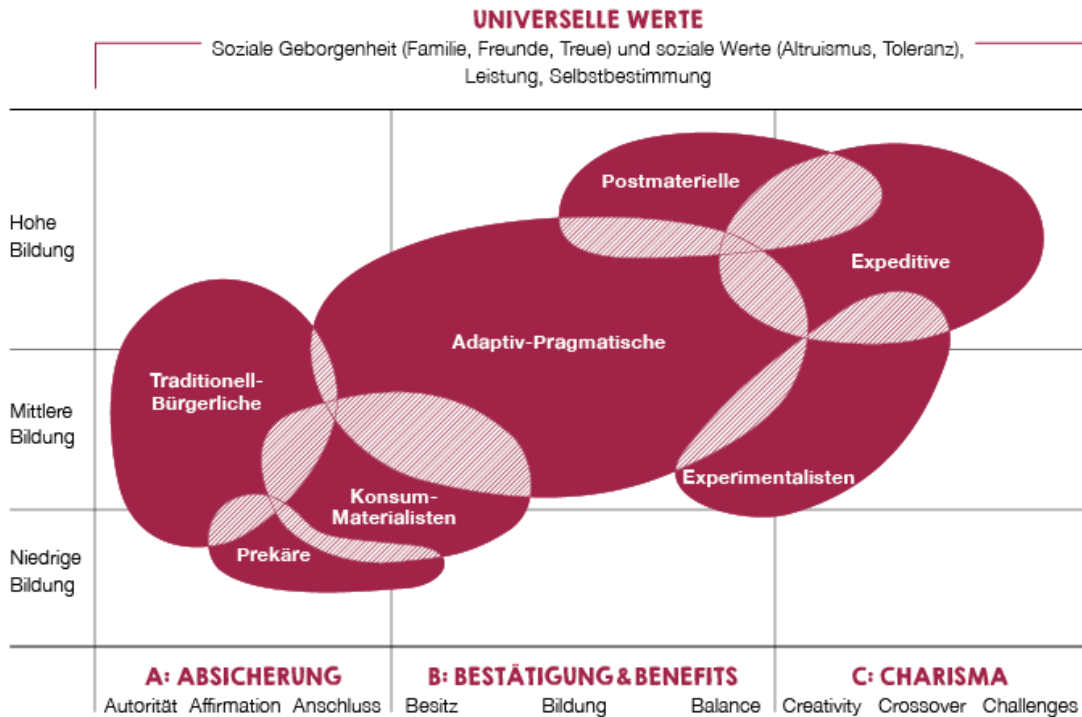 UNIVERSELLE WERTE
Soziale Geborgenheit (Familie, Freunde, Treue) und soziale Werte (Altruismus, Toleranz),
Leistung, Selbstbestimmung
Hohe
Bildung
Mittlere
Bildung
Niedrige
Bildung
Postmaterielle
Expeditive
Adaptiv-Pragmatische
Traditionell-
Bürgerliche
Experimentalisten
Konsum-
Materialisten
Prekäre
A: ABSICHERUNG
B: BESTÄTIGUNG & BENEFITS
C: CHARISMA
Autorität Affirmation Anschluss
Besitz Bildung Balance
Creativity Crossover Challenges